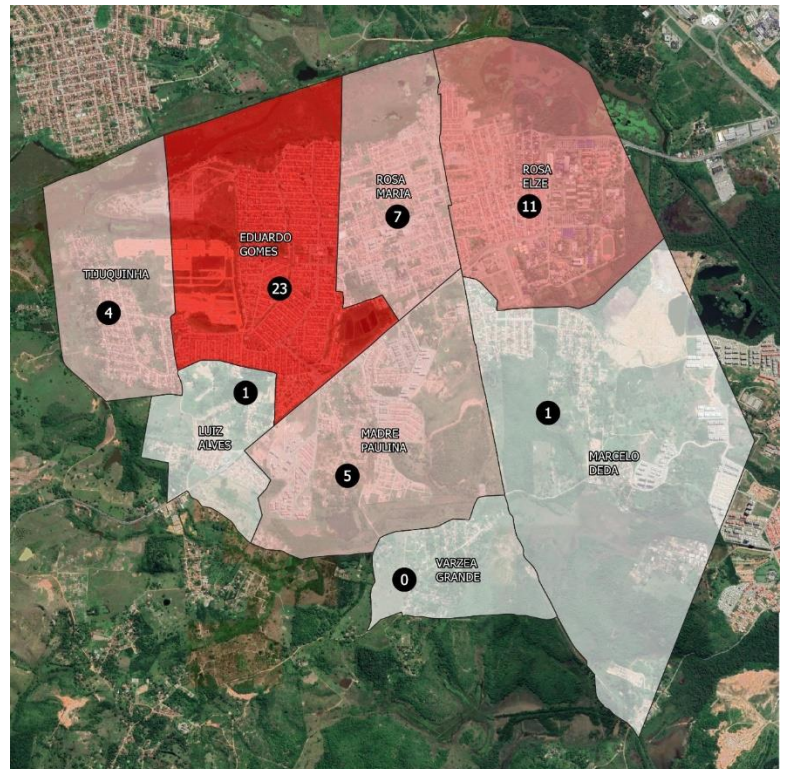 ROSA
MARIA
7
ROSA
ELZE
11
EDUARDO
GOMES
23
TIJUQUINHA
4
1
LUIZ
ALVES
MADRE
PAULINA
5
1
MARCELO
DEDA
VARZEA
GRANDE
0